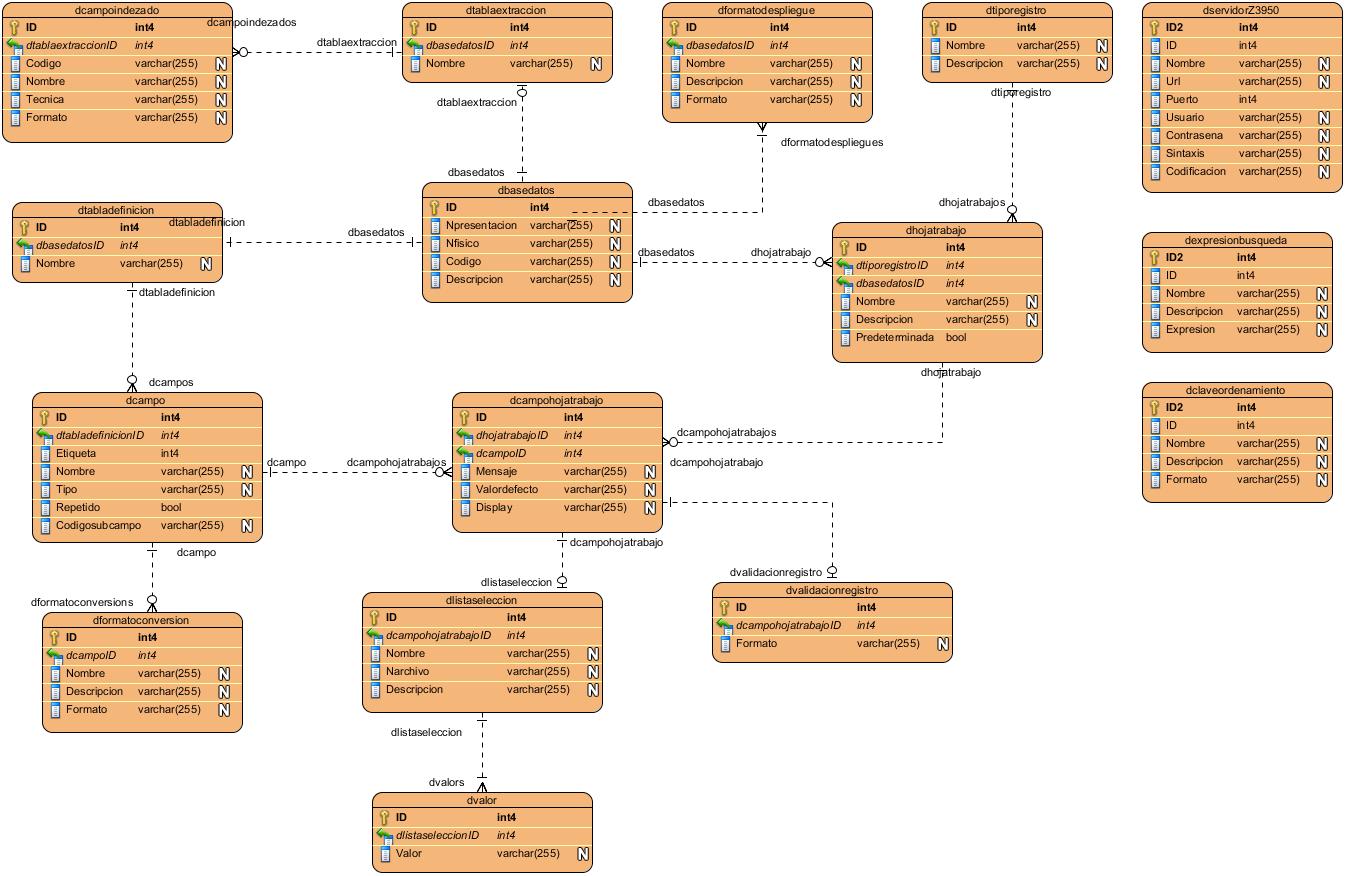 dcampoindezado
ID int4
dtablaextraccionID int4
Codigo varchar(255) N
Nombre varchar(255) N
Tecnica varchar(255) N
Formato varchar(255) N
dcampoindezados
dtablaextraccion
dtablaextraccion
ID int4
dbasedatosID int4
Nombre varchar(255) N
dtablaextraccion
dformatodespliegue
ID int4
dbasedatosID int4
Nombre varchar(255) N
Descripcion varchar(255) N
Formato varchar(255) N
dformatodespliegues
dtiporegistro
ID int4
Nombre varchar(255) N
Descripcion varchar(255) N
dtiporegistro
dservidorZ3950
ID2 int4
ID int4
Nombre varchar(255) N
Url varchar(255) N
Puerto int4
Usuario varchar(255) N
Contrasena varchar(255) N
Sintaxis varchar(255) N
Codificacion varchar(255) N
dbasedatos
dbasedatos
ID int4
Npresentacion varchar(255) N
Nfisico varchar(255) N
Codigo varchar(255) N
Descripcion varchar(255) N
dbasedatos
dbasedatos
dhojatrabajo
dhojatrabajos
dtabladefinicion
ID int4
dbasedatosID int4
Nombre varchar(255) N
dtabladefinicion
dbasedatos
dtabladefinicion
dcampos
dhojatrabajo
ID int4
dtiporegistroID int4
dbasedatosID int4
Nombre varchar(255) N
Descripcion varchar(255) N
Predeterminada bool
dhojatrabajo
dexpresionbusqueda
ID2 int4
ID int4
Nombre varchar(255) N
Descripcion varchar(255) N
Expresion varchar(255) N
dclaveordenamiento
ID2 int4
ID int4
Nombre varchar(255) N
Descripcion varchar(255) N
Formato varchar(255) N
dcampo
ID int4
dtabladefinicionID int4
Etiqueta int4
Nombre varchar(255) N
Tipo varchar(255) N
Repetido bool
Codigosubcampo varchar(255) N
dcampo
dcampohojatrabajos
dcampohojatrabajo
ID int4
dhojatrabajoID int4
dcampoID int4
Mensaje varchar(255) N
Valordefecto varchar(255) N
Display varchar(255) N
dcampohojatrabajos
dcampohojatrabajo
dcampohojatrabajo
dcampo
dformatoconversions
dformatoconversion
ID int4
dcampoID int4
Nombre varchar(255) N
Descripcion varchar(255) N
Formato varchar(255) N
dlistaseleccion
dlistaseleccion
ID int4
dcampohojatrabajoID int4
Nombre varchar(255) N
Narchivo varchar(255) N
Descripcion varchar(255) N
dlistaseleccion
dvalidacionregistro
dvalidacionregistro
ID int4
dcampohojatrabajoID int4
Formato varchar(255) N
dvalors
dvalor
ID int4
dlistaseleccionID int4
Valor varchar(255) N